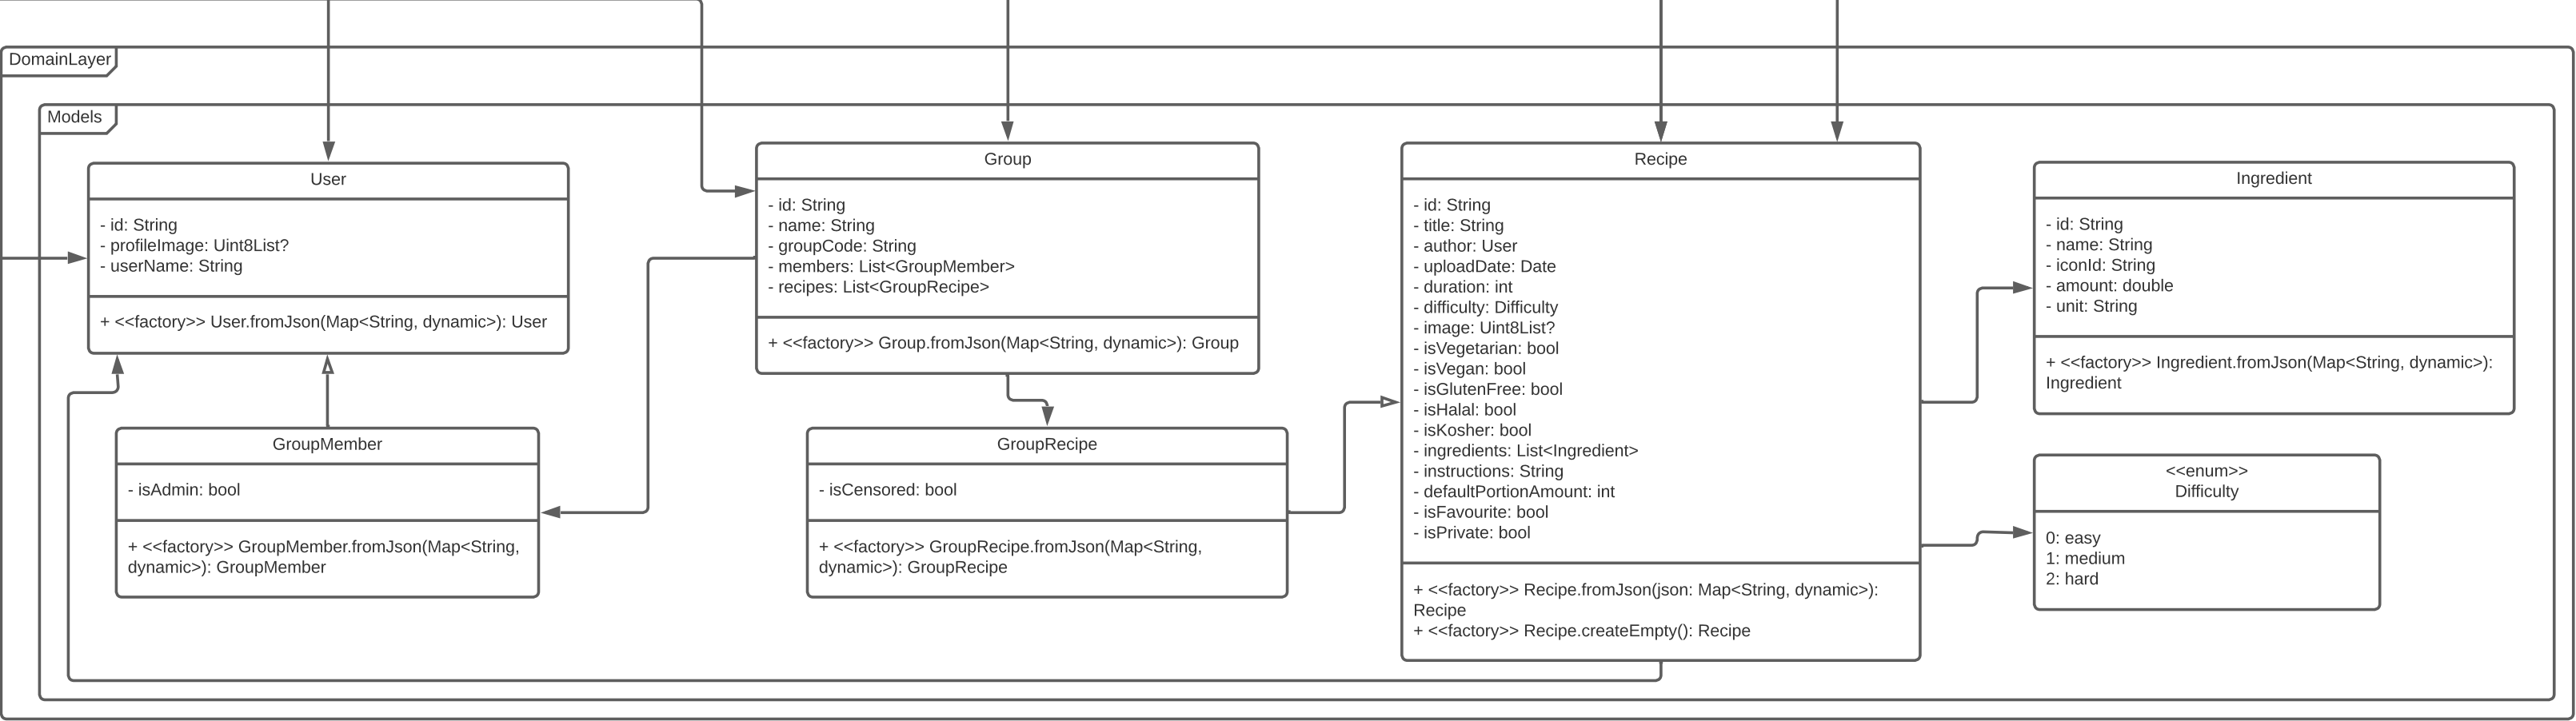 DomainLayer
Models
User
- id: String
- profileImage: Uint8List?
- userName: String
+ <<factory>> User.fromJson(Map<String, dynamic>): User
Group
- id: String
- name: String
- groupCode: String
- members: List<GroupMember>
- recipes: List<GroupRecipe>
+ <<factory>> Group.fromJson(Map<String, dynamic>): Group
Recipe
- id: String
- title: String
- author: User
- uploadDate: Date
- duration: int
- difficulty: Difficulty
- image: Uint8List?
- isVegetarian: bool
- isVegan: bool
- isGlutenFree: bool
- isHalal: bool
- isKosher: bool
- ingredients: List<Ingredient>
- instructions: String
- defaultPortionAmount: int
- isFavourite: bool
- isPrivate: bool
+ <<factory>> Recipe.fromJson(json: Map<String, dynamic>):
Recipe
+ <<factory>> Recipe.createEmpty(): Recipe
Ingredient
- id: String
- name: String
- iconId: String
- amount: double
- unit: String
+ <<factory>> Ingredient.fromJson(Map<String, dynamic>):
Ingredient
GroupMember
- isAdmin: bool
+ <<factory>> GroupMember.fromJson(Map<String,
dynamic>): GroupMember
GroupRecipe
- isCensored: bool
+ <<factory>> GroupRecipe.fromJson(Map<String,
dynamic>): GroupRecipe
<<enum>>
Difficulty
0: easy
1: medium
2: hard